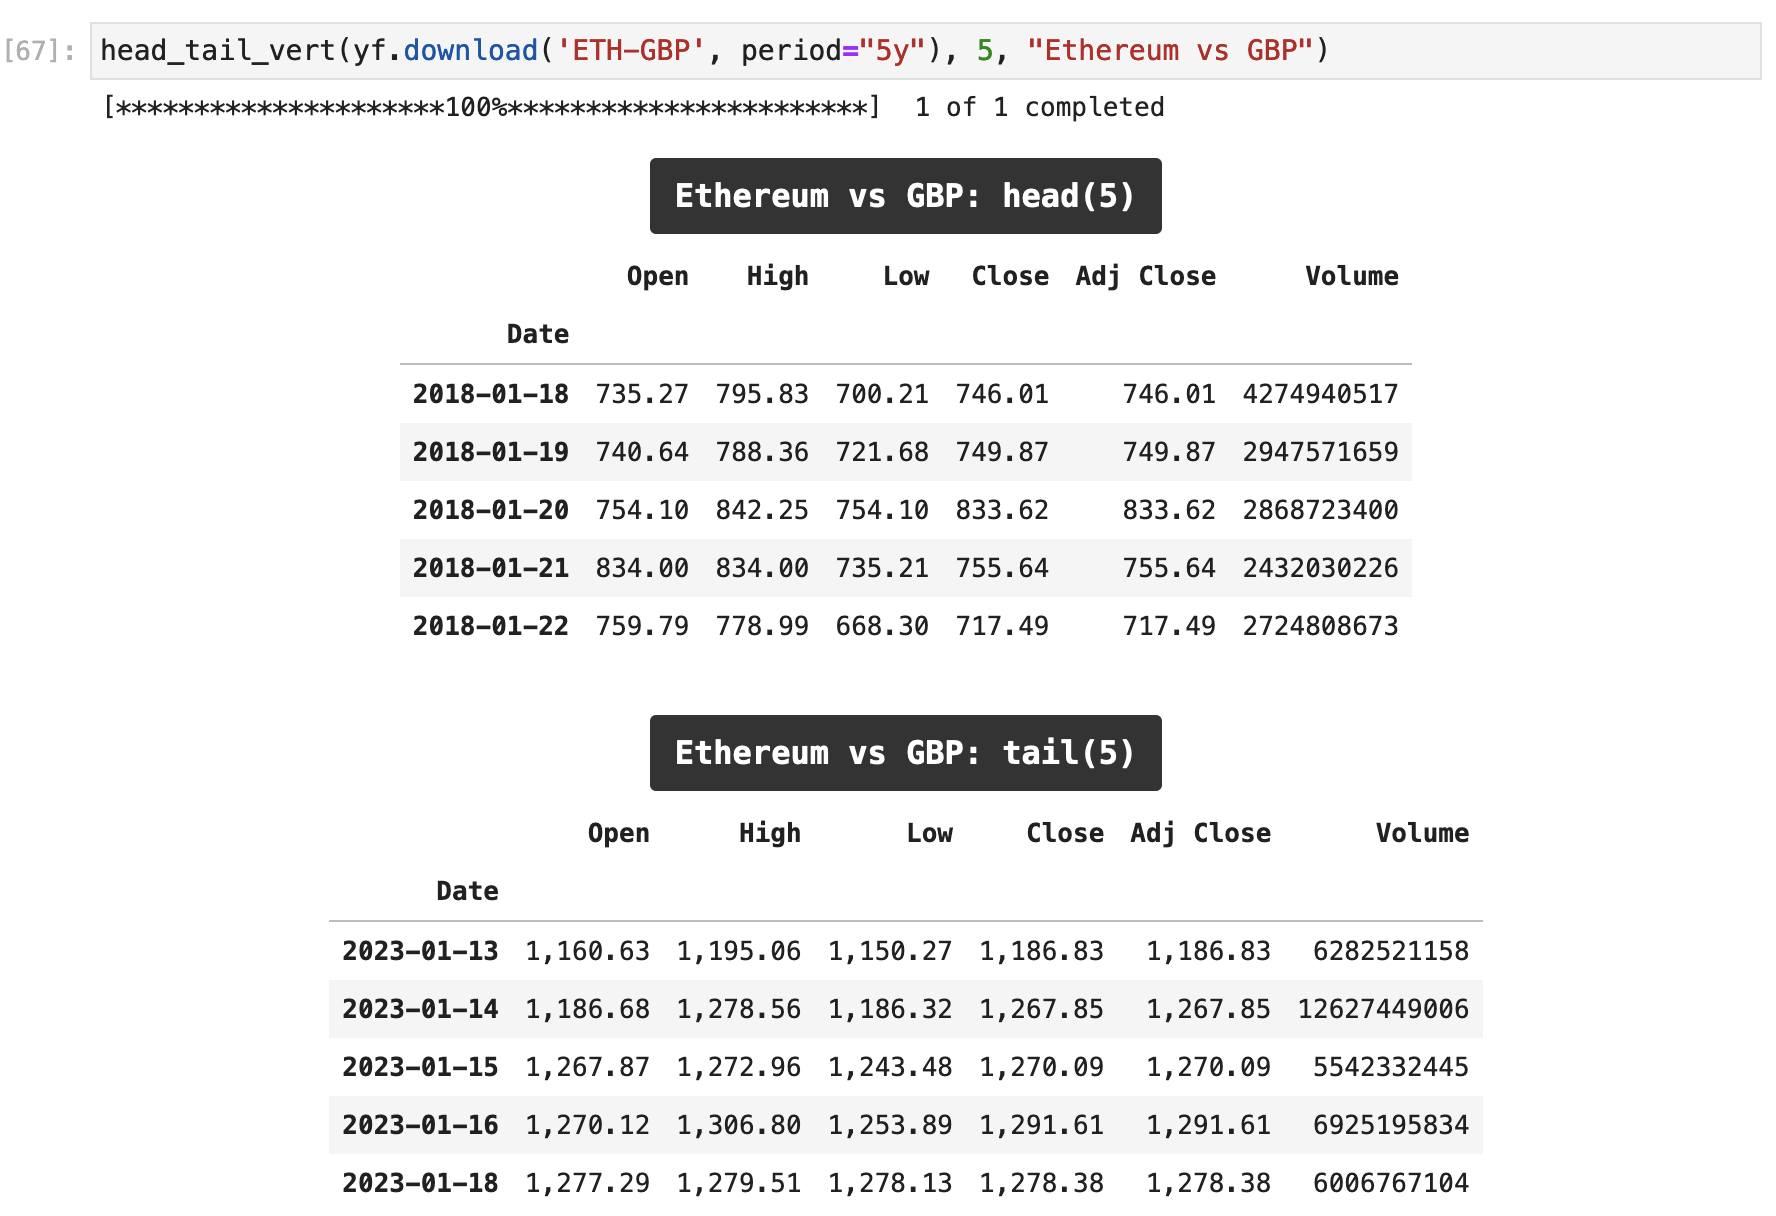 [67]: head_tail_vert(yf.download('ETH-GBP', period="5y"), 5, "Ethereum vs GBP")
[*********************100%***********************]  1 of 1 completed
Ethereum vs GBP: head(5)
Open High Low Close Adj Close Volume
Date
2018-01-18 735.27 795.83 700.21 746.01 746.01 4274940517
2018-01-19 740.64 788.36 721.68 749.87 749.87 2947571659
2018-01-20 754.10 842.25 754.10 833.62 833.62 2868723400
2018-01-21 834.00 834.00 735.21 755.64 755.64 2432030226
2018-01-22 759.79 778.99 668.30 717.49 717.49 2724808673
Ethereum vs GBP: tail(5)
Open High Low Close Adj Close Volume
Date
2023-01-13 1,160.63 1,195.06 1,150.27 1,186.83 1,186.83 6282521158
2023-01-14 1,186.68 1,278.56 1,186.32 1,267.85 1,267.85 12627449006
2023-01-15 1,267.87 1,272.96 1,243.48 1,270.09 1,270.09 5542332445
2023-01-16 1,270.12 1,306.80 1,253.89 1,291.61 1,291.61 6925195834
2023-01-18 1,277.29 1,279.51 1,278.13 1,278.38 1,278.38 6006767104